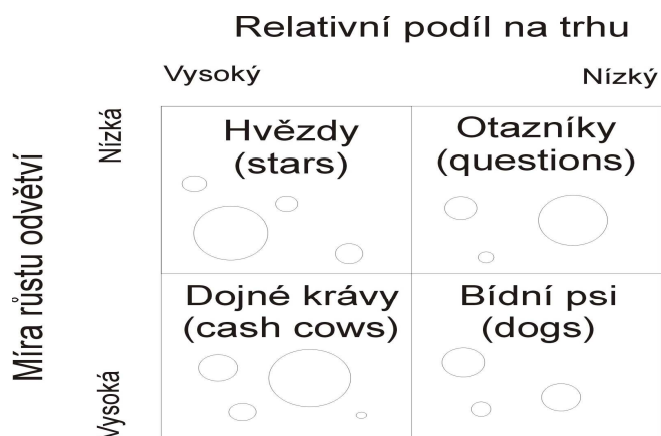 Relativní podíl na trhu
Vysoký
Nízký
Míra růstu odvětví
Nízká
Hvězdy
(stars)
Otazníky
(questions)
Vysoká
Dojné krávy
(cash cows)
Bídní psi
(dogs)